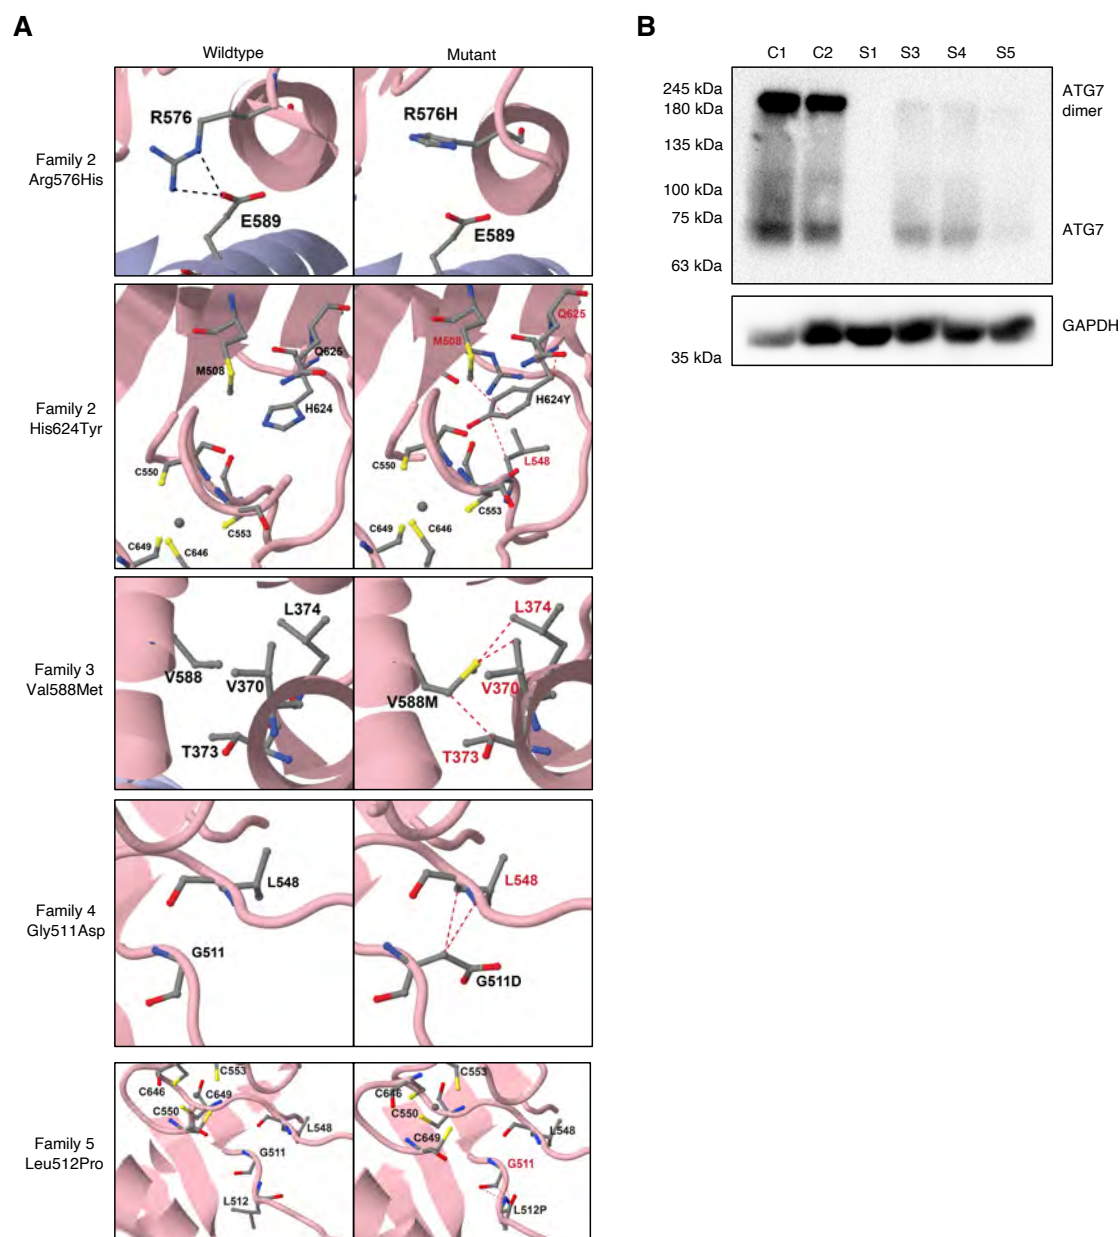 A
Wildtype
Mutant
Family 2
Arg576His
R576
E589
R576H
E589
Family 2
His624Tyr
M508
Q625
H624
C550
C553
C649
C646
M508
Q625
H624Y
L548
C550
C553
C649
C646
Family 3
Val588Met
L374
V588
V370
T373
L374
V588M
V370
T373
Family 4
Gly511Asp
L548
G511
L548
G511D
Family 5
Leu512Pro
C553
C646
C649
C550
L548
G511
L512
C553
C646
C550
C649
L548
G511
L512P
B
C1 C2 S1 S3 S4 S5
245 kDa
180 kDa
135 kDa
100 kDa
75 kDa
63 kDa
35 kDa
ATG7
dimer
ATG7
GAPDH